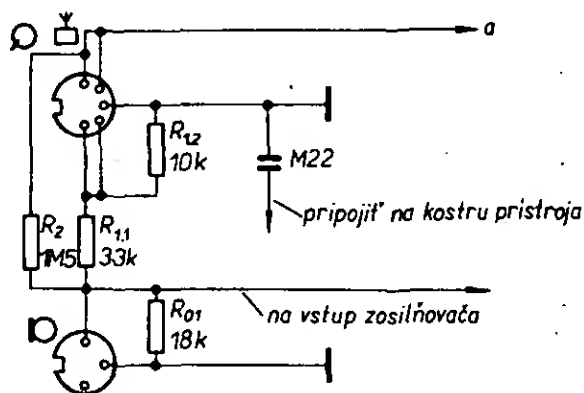 a
R1,2
10k
M22
pripojiť na kostru prístroja
R2
1M5
R1,1
33k
R01
18k
na vstup zosilňovača